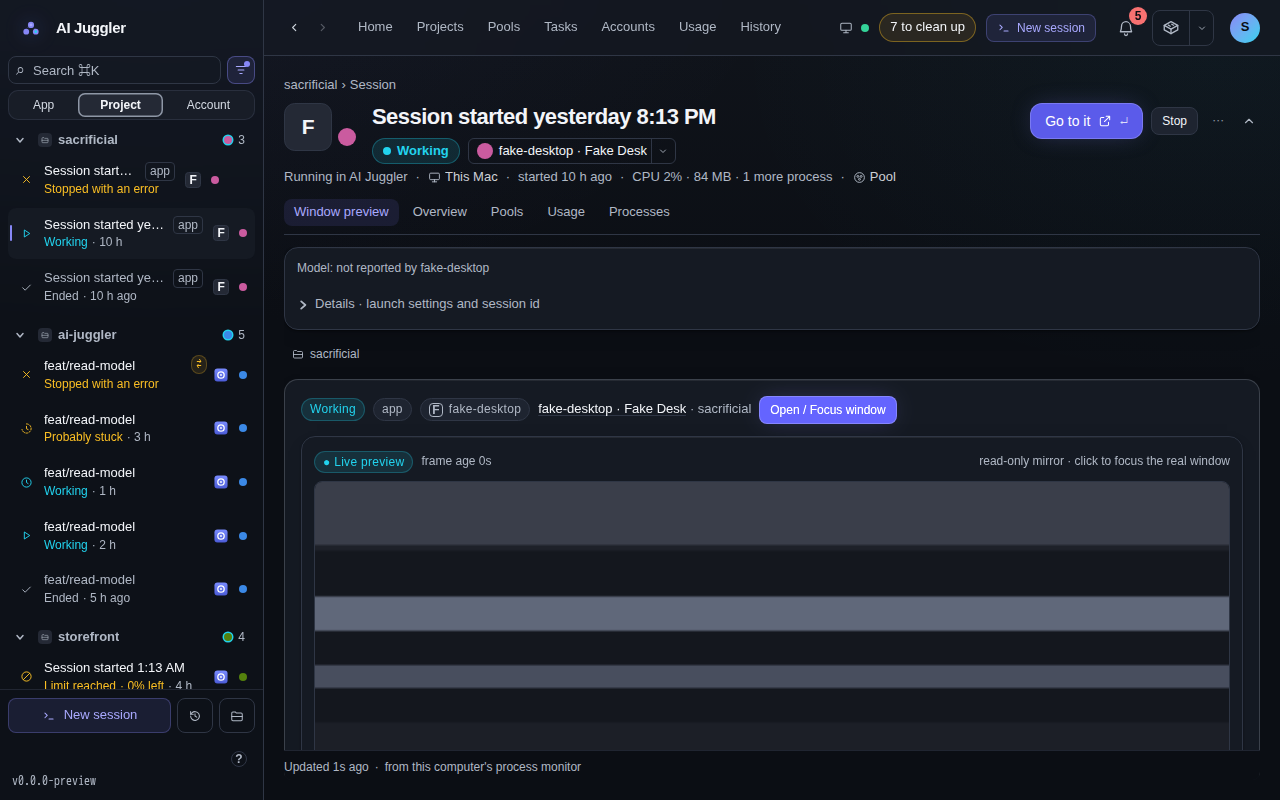 AI Juggler
Search ⌘K
App Project Account
sacrificial 3
Session start… app
Stopped with an error
F
Session started ye… app
Working · 10 h
F
Session started ye… app
Ended · 10 h ago
F
ai-juggler 5
feat/read-model
Stopped with an error
feat/read-model
Probably stuck · 3 h
feat/read-model
Working · 1 h
feat/read-model
Working · 2 h
feat/read-model
Ended · 5 h ago
storefront 4
Session started 1:13 AM
Limit reached · 0% left · 4 h
New session
?
v0.0.0-preview
Home Projects Pools Tasks Accounts Usage History
7 to clean up
New session
5
S
sacrificial › Session
F
Session started yesterday 8:13 PM
Working
fake-desktop · Fake Desk
Go to it
Stop
Running in AI Juggler · This Mac · started 10 h ago · CPU 2% · 84 MB · 1 more process · Pool
Window preview Overview Pools Usage Processes
Model: not reported by fake-desktop
Details · launch settings and session id
sacrificial
Working app F fake-desktop fake-desktop · Fake Desk · sacrificial Open / Focus window
Live preview frame age 0s read-only mirror · click to focus the real window
Updated 1s ago · from this computer's process monitor